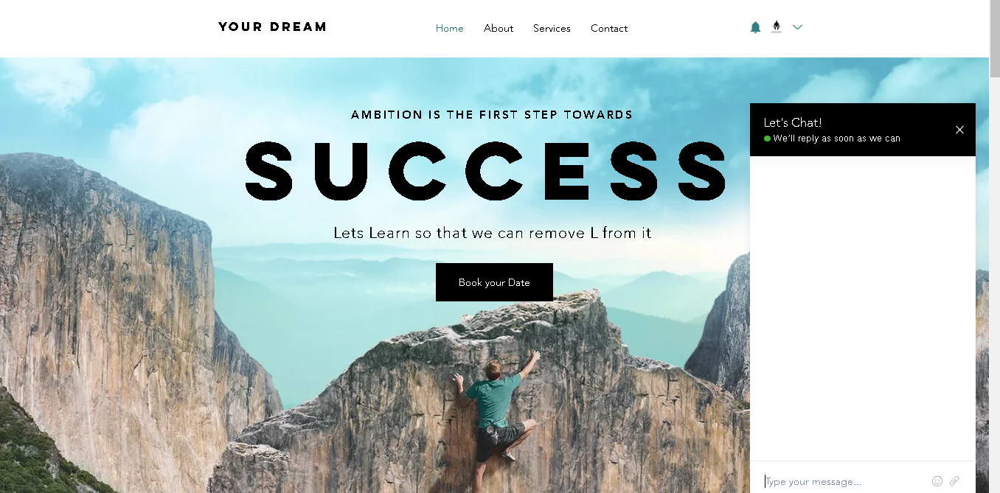 YOUR DREAM
Home About Services Contact
AMBITION IS THE FIRST STEP TOWARDS
SUCCESS
Lets Learn so that we can remove L from it
Book your Date
Let's Chat!
We'll reply as soon as we can
Type your message...